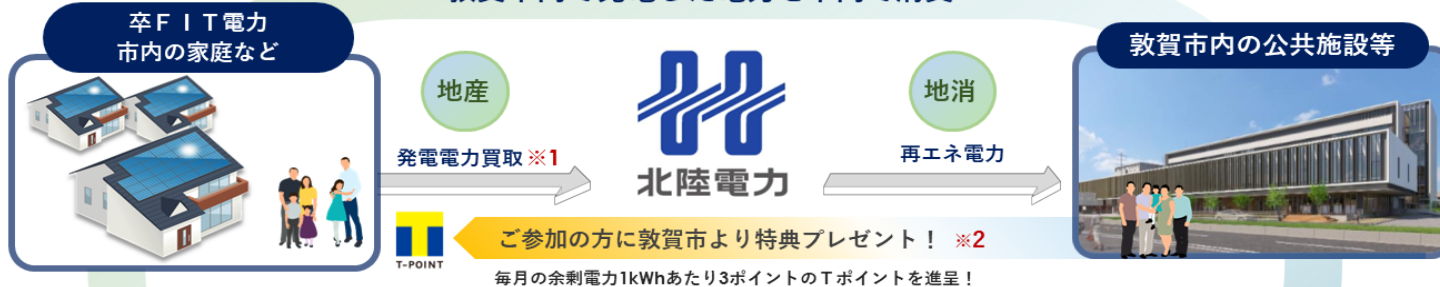 卒ＦＩＴ電力
市内の家庭など
敦賀市内の公共施設等
地産
地消
発電電力買取※1
再エネ電力
北陸電力
T-POINT
ご参加の方に敦賀市より特典プレゼント！ ※2
毎月の余剰電力1kWhあたり3ポイントのＴポイントを進呈！